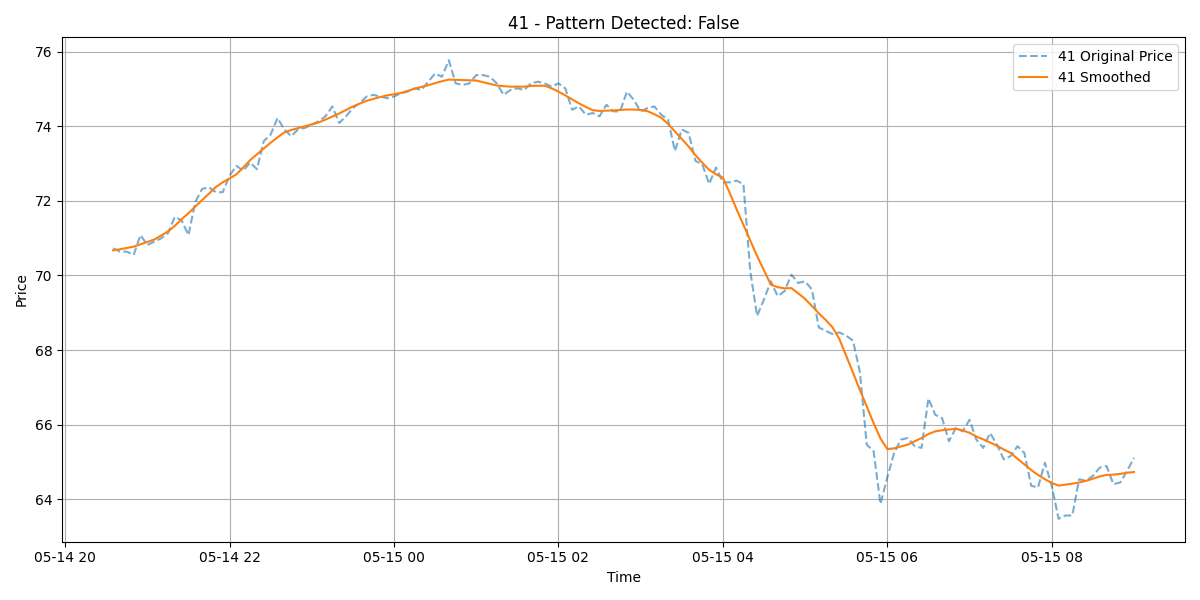 41 - Pattern Detected: False
41 Original Price
41 Smoothed
Price
76
74
72
70
68
66
64
05-14 20
05-14 22
05-15 00
05-15 02
05-15 04
05-15 06
05-15 08
Time